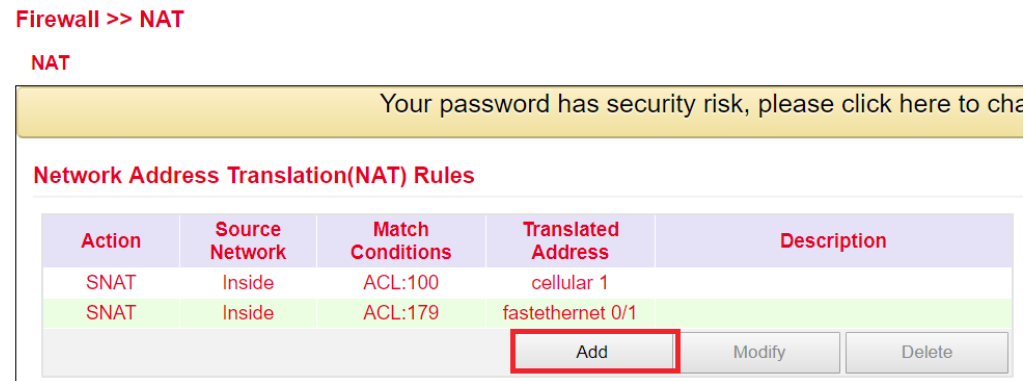 Firewall >> NAT
NAT
Your password has security risk, please click here to cha
Network Address Translation(NAT) Rules
Action Source Network Match Conditions Translated Address Description
SNAT Inside ACL:100 cellular 1
SNAT Inside ACL:179 fastethernet 0/1
Add Modify Delete